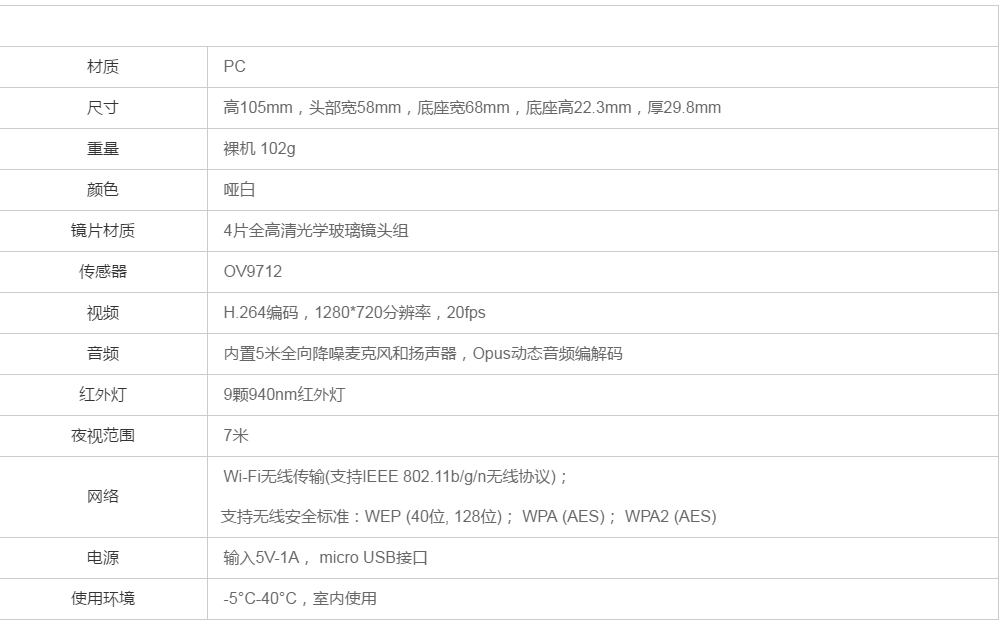 材质 PC
尺寸 高105mm，头部宽58mm，底座宽68mm，底座高22.3mm，厚29.8mm
重量 裸机 102g
颜色 哑白
镜片材质 4片全高清光学玻璃镜头组
传感器 OV9712
视频 H.264编码，1280*720分辨率，20fps
音频 内置5米全向降噪麦克风和扬声器，Opus动态音频编解码
红外灯 9颗940nm红外灯
夜视范围 7米
网络 Wi-Fi无线传输(支持IEEE 802.11b/g/n无线协议)；
支持无线安全标准：WEP (40位, 128位)； WPA (AES)； WPA2 (AES)
电源 输入5V-1A， micro USB接口
使用环境 -5°C-40°C，室内使用